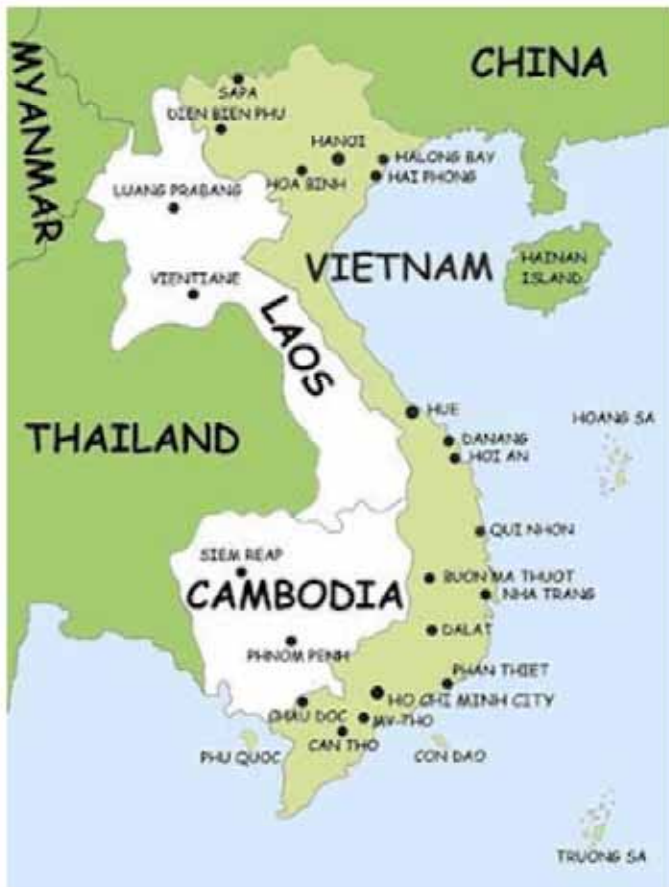 CHINA
MYANMAR
SAPA
DIEN BIEN PHU
HANOI
HALONG BAY
HOA BINH
HAI PHONG
LUANG PRABANG
VIETNAM
HAINAN
ISLAND
VIENTIANE
LAOS
HUE
HOANG SA
THAILAND
DANANG
HOI AN
QUI NHON
SIEM REAP
BUON MA THUOT
CAMBODIA
NHA TRANG
DALAT
PHNOM PENH
PHAN THIET
HO CHI MINH CITY
CHAU DOC
MY-THO
CAN THO
PHU QUOC
CON DAO
TRUONG SA